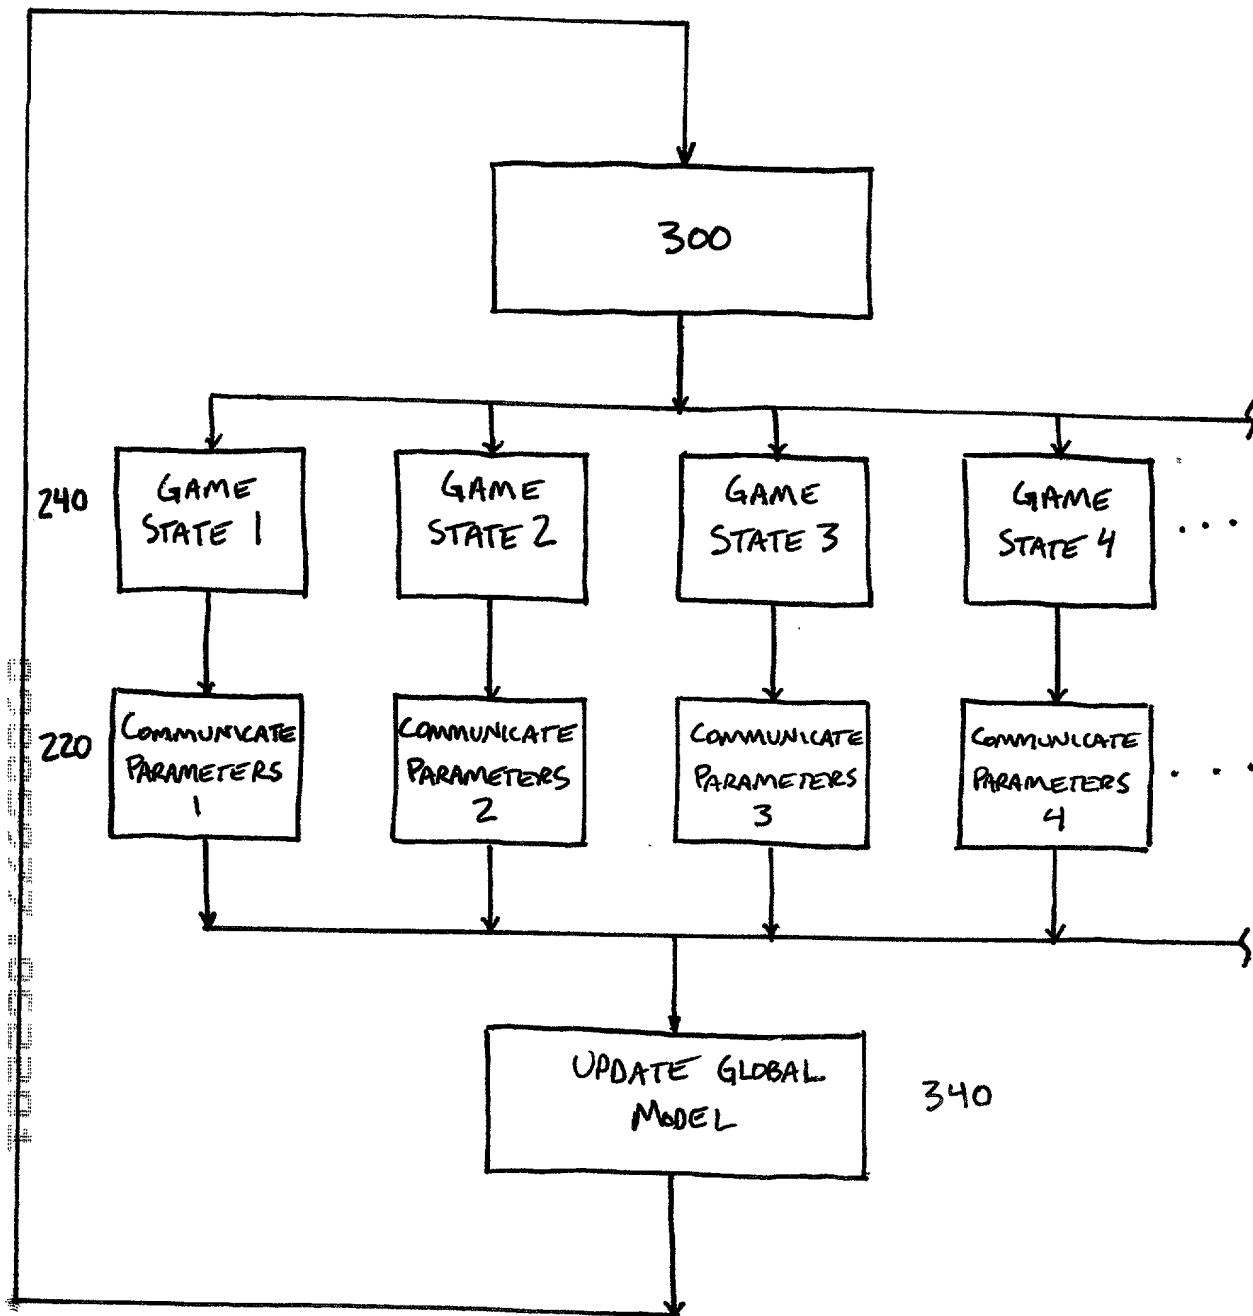 300
240
GAME
STATE 1
GAME
STATE 2
GAME
STATE 3
GAME
STATE 4
. . .
220
COMMUNICATE
PARAMETERS
1
COMMUNICATE
PARAMETERS
2
COMMUNICATE
PARAMETERS
3
COMMUNICATE
PARAMETERS
4
. . .
UPDATE GLOBAL
MODEL
340